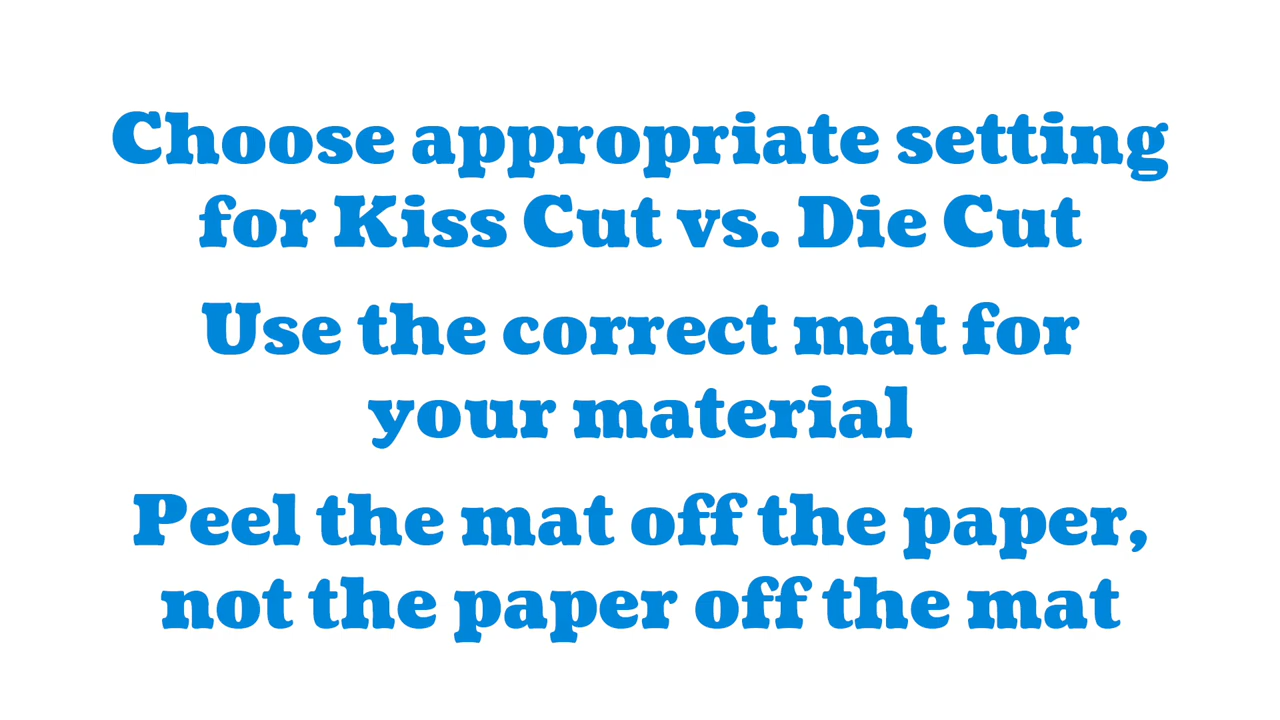 Choose appropriate setting
for Kiss Cut vs. Die Cut
Use the correct mat for
your material
Peel the mat off the paper,
not the paper off the mat